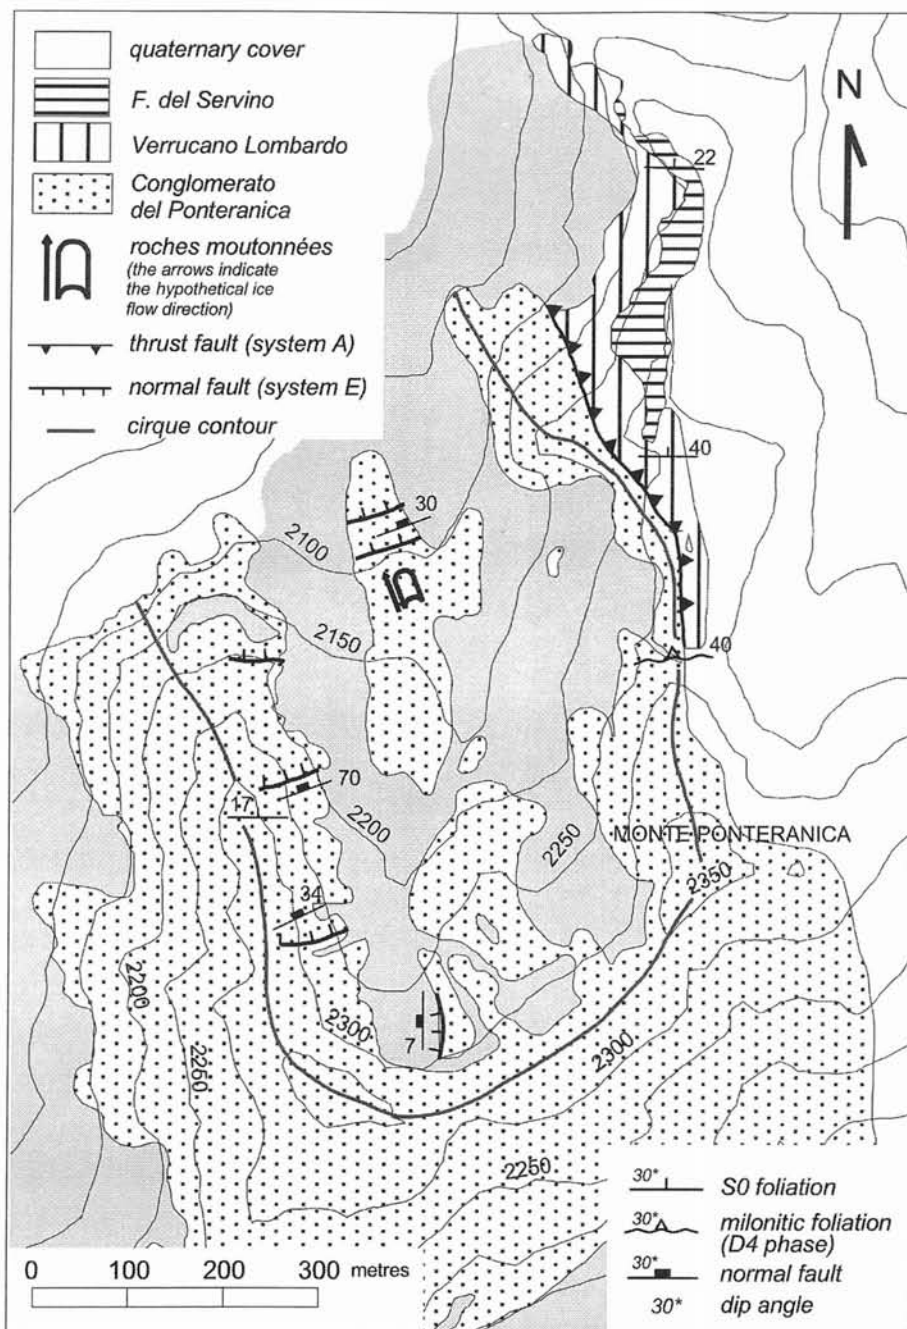 quaternary cover
F. del Servino
Verrucano Lombardo
Conglomerato
del Ponteranica
roches moutonnées
(the arrows indicate
the hypothetical ice
flow direction)
thrust fault (system A)
normal fault (system E)
cirque contour
N
22
40
30
2100
2150
40
70
17
2200
2250
MONTE PONTERANICA
2350
34
2200
2300
7
2250
2300
2250
0 100 200 300 metres
30* S0 foliation
30* milonitic foliation
(D4 phase)
30* normal fault
30* dip angle